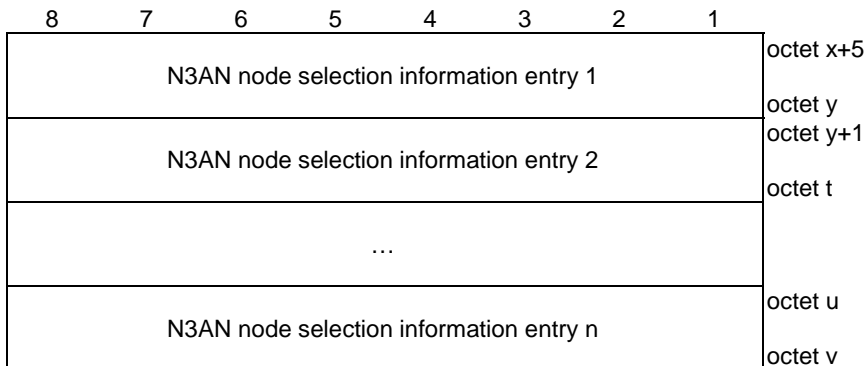 8 7 6 5 4 3 2 1
octet x+5
N3AN node selection information entry 1
octet y
octet y+1
N3AN node selection information entry 2
octet t
…
octet u
N3AN node selection information entry n
octet v